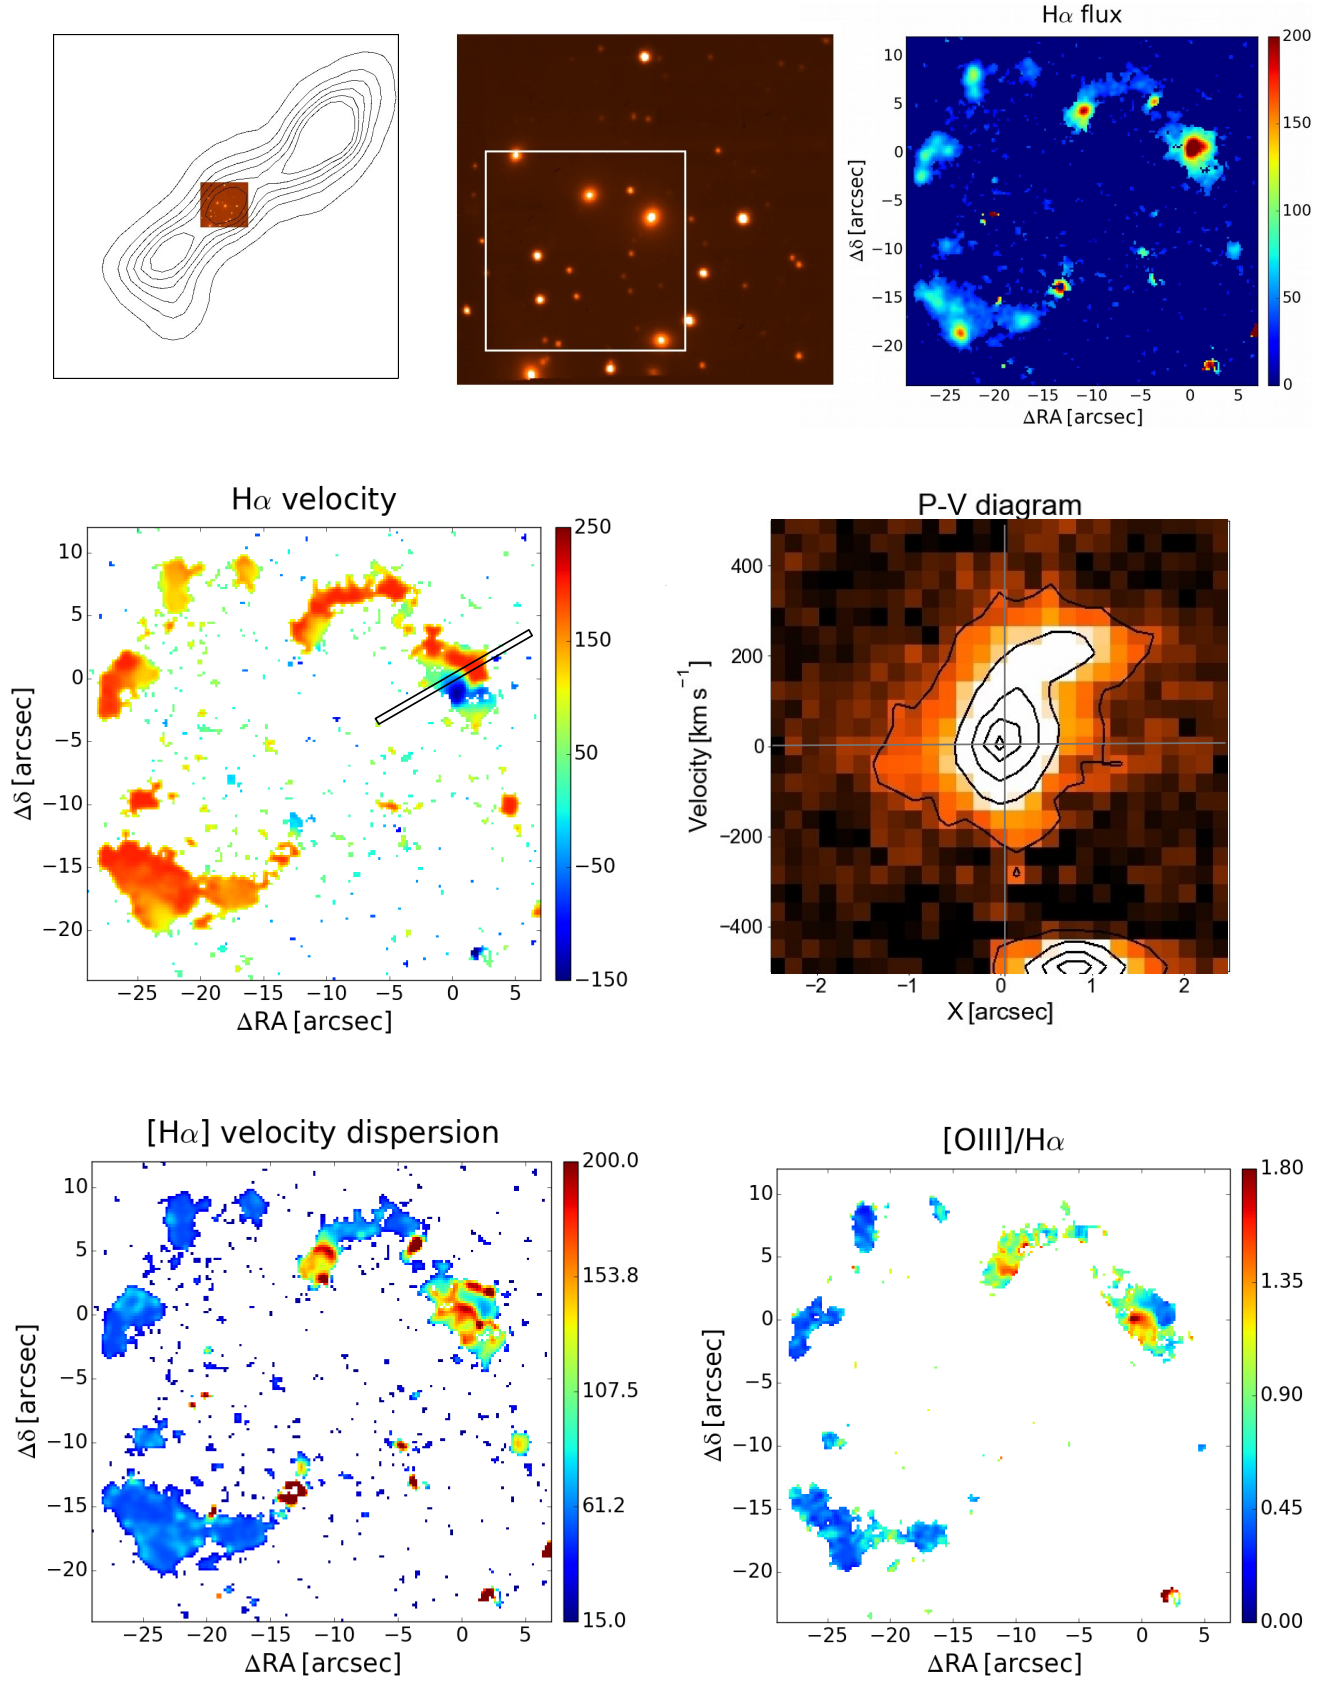 Hα flux
10
5
0
−5
−10
−15
−20
Δδ [arcsec]
−25 −20 −15 −10 −5 0 5
ΔRA [arcsec]
200
150
100
50
0
Hα velocity
10
5
0
−5
−10
−15
−20
Δδ [arcsec]
−25 −20 −15 −10 −5 0 5
ΔRA [arcsec]
250
150
50
−50
−150
P-V diagram
400
200
0
−200
−400
Velocity [km s−1]
−2 −1 0 1 2
X [arcsec]
[Hα] velocity dispersion
10
5
0
−5
−10
−15
−20
Δδ [arcsec]
−25 −20 −15 −10 −5 0 5
ΔRA [arcsec]
200.0
153.8
107.5
61.2
15.0
[OIII]/Hα
10
5
0
−5
−10
−15
−20
Δδ [arcsec]
−25 −20 −15 −10 −5 0 5
ΔRA [arcsec]
1.80
1.35
0.90
0.45
0.00